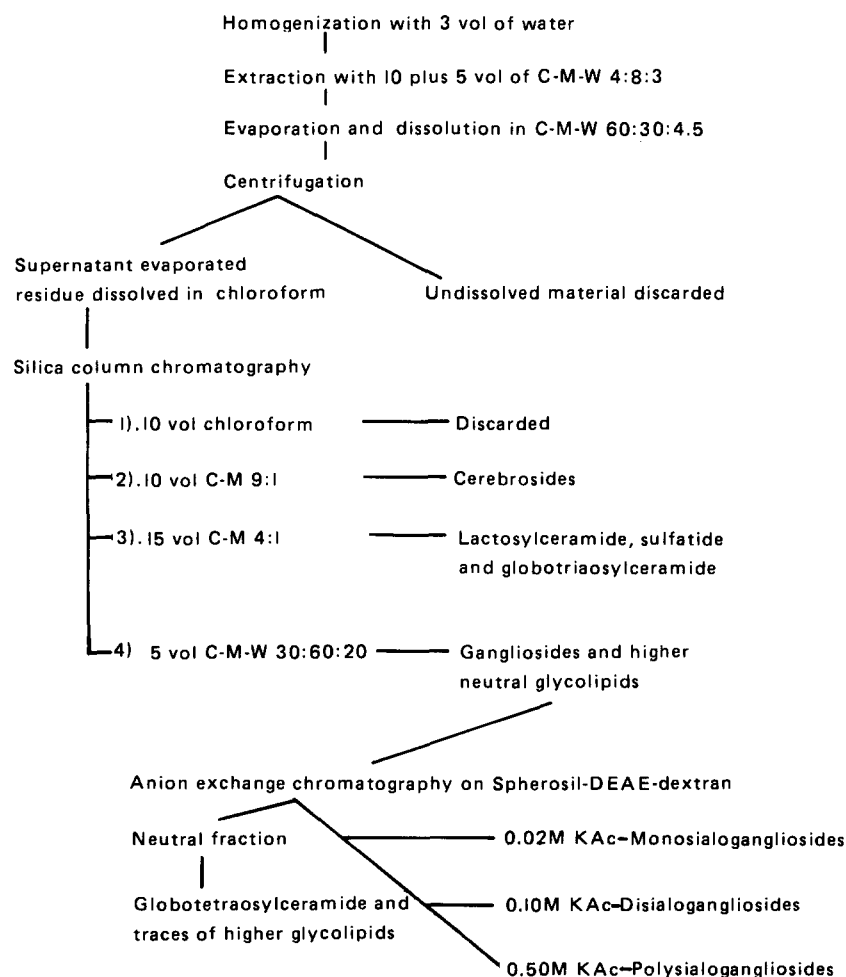 Homogenization with 3 vol of water
Extraction with 10 plus 5 vol of C-M-W 4:8:3
Evaporation and dissolution in C-M-W 60:30:4.5
Centrifugation
Supernatant evaporated
residue dissolved in chloroform
Undissolved material discarded
Silica column chromatography
1).10 vol chloroform
Discarded
2).10 vol C-M 9:1
Cerebrosides
3).15 vol C-M 4:1
Lactosylceramide, sulfatide
and globotriaosylceramide
4) 5 vol C-M-W 30:60:20
Gangliosides and higher
neutral glycolipids
Anion exchange chromatography on Spherosil-DEAE-dextran
Neutral fraction
0.02M KAc–Monosialogangliosides
Globotetraosylceramide and
traces of higher glycolipids
0.10M KAc–Disialogangliosides
0.50M KAc–Polysialogangliosides